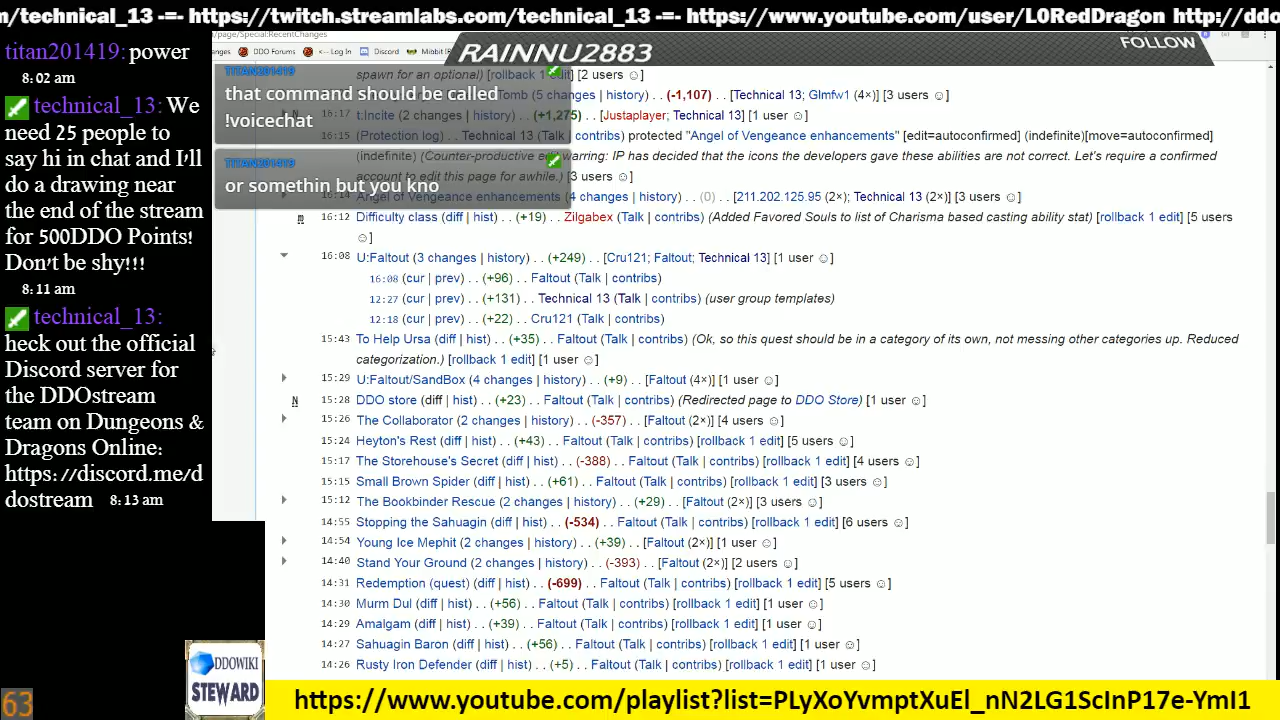 m/technical_13 -=- https://twitch.streamlabs.com/technical_13 -=- https://www.youtube.com/user/L0RedDragon http://ddo
/page/Special:RecentChanges
DDO Forums <-- Log In Discord Mibbit
RAINNU2883
FOLLOW
titan201419: power
8:02 am
technical_13: We
need 25 people to
say hi in chat and I'll
do a drawing near
the end of the stream
for 500DDO Points!
Don't be shy!!!
8:11 am
technical_13:
heck out the official
Discord server for
the DDOstream
team on Dungeons &
Dragons Online:
https://discord.me/d
dostream 8:13 am
TITAN201419
that command should be called
!voicechat
TITAN201419
or somethin but you kno
spawn for an optional) [rollback 1 edit] [2 users ☺]
Tomb (5 changes | history) . . (-1,107) . . [Technical 13; Glmfw1 (4×)] [3 users ☺]
16:17 t.Incite (2 changes | history) . . (+1,275) . . [Justaplayer; Technical 13] [1 user ☺]
16:15 (Protection log) . . Technical 13 (Talk | contribs) protected "Angel of Vengeance enhancements" [edit=autoconfirmed] (indefinite)[move=autoconfirmed]
(indefinite) (Counter-productive edit warring: IP has decided that the icons the developers gave these abilities are not correct. Let's require a confirmed
account to edit this page for awhile.) [3 users ☺]
16:14 Angel of Vengeance enhancements (4 changes | history) . . (0) . . [211.202.125.95 (2×); Technical 13 (2×)] [3 users ☺]
m 16:12 Difficulty class (diff | hist) . . (+19) . . Zilgabex (Talk | contribs) (Added Favored Souls to list of Charisma based casting ability stat) [rollback 1 edit] [5 users
☺]
16:08 U:Faltout (3 changes | history) . . (+249) . . [Cru121; Faltout; Technical 13] [1 user ☺]
16:08 (cur | prev) . . (+96) . . Faltout (Talk | contribs)
12:27 (cur | prev) . . (+131) . . Technical 13 (Talk | contribs) (user group templates)
12:18 (cur | prev) . . (+22) . . Cru121 (Talk | contribs)
15:43 To Help Ursa (diff | hist) . . (+35) . . Faltout (Talk | contribs) (Ok, so this quest should be in a category of its own, not messing other categories up. Reduced
categorization.) [rollback 1 edit] [1 user ☺]
15:29 U:Faltout/SandBox (4 changes | history) . . (+9) . . [Faltout (4×)] [1 user ☺]
N 15:28 DDO store (diff | hist) . . (+23) . . Faltout (Talk | contribs) (Redirected page to DDO Store) [1 user ☺]
15:26 The Collaborator (2 changes | history) . . (-357) . . [Faltout (2×)] [4 users ☺]
15:24 Heyton's Rest (diff | hist) . . (+43) . . Faltout (Talk | contribs) [rollback 1 edit] [5 users ☺]
15:17 The Storehouse's Secret (diff | hist) . . (-388) . . Faltout (Talk | contribs) [rollback 1 edit] [4 users ☺]
15:15 Small Brown Spider (diff | hist) . . (+61) . . Faltout (Talk | contribs) [rollback 1 edit] [3 users ☺]
15:12 The Bookbinder Rescue (2 changes | history) . . (+29) . . [Faltout (2×)] [3 users ☺]
14:55 Stopping the Sahuagin (diff | hist) . . (-534) . . Faltout (Talk | contribs) [rollback 1 edit] [6 users ☺]
14:54 Young Ice Mephit (2 changes | history) . . (+39) . . [Faltout (2×)] [1 user ☺]
14:40 Stand Your Ground (2 changes | history) . . (-393) . . [Faltout (2×)] [2 users ☺]
14:31 Redemption (quest) (diff | hist) . . (-699) . . Faltout (Talk | contribs) [rollback 1 edit] [5 users ☺]
14:30 Murm Dul (diff | hist) . . (+56) . . Faltout (Talk | contribs) [rollback 1 edit] [1 user ☺]
14:29 Amalgam (diff | hist) . . (+39) . . Faltout (Talk | contribs) [rollback 1 edit] [1 user ☺]
14:27 Sahuagin Baron (diff | hist) . . (+56) . . Faltout (Talk | contribs) [rollback 1 edit] [1 user ☺]
14:26 Rusty Iron Defender (diff | hist) . . (+5) . . Faltout (Talk | contribs) [rollback 1 edit] [1 user ☺]
DDOWIKI
STEWARD
63
https://www.youtube.com/playlist?list=PLyXoYvmptXuEl_nN2LG1ScInP17e-YmI1